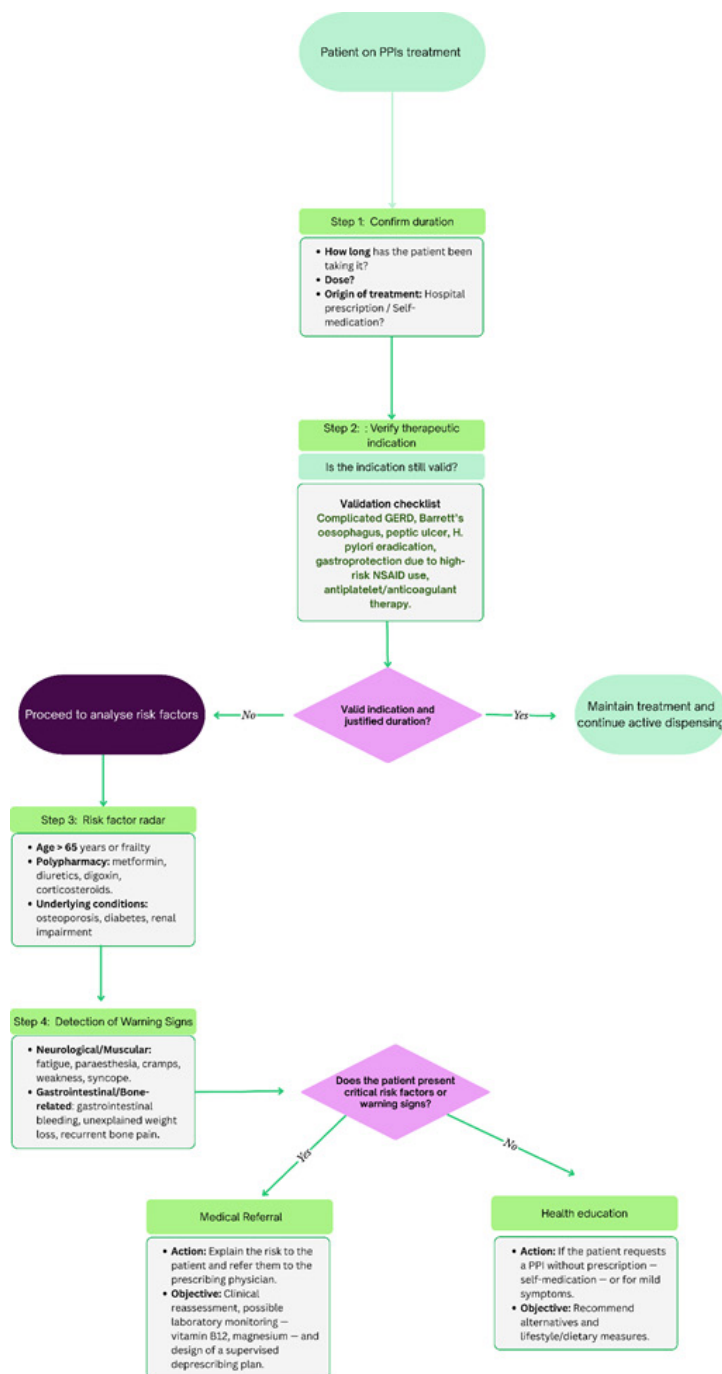 Patient on PPIs treatment
Step 1: Confirm duration
• How long has the patient been
taking it?
• Dose?
• Origin of treatment: Hospital
prescription / Self-
medication?
Step 2: : Verify therapeutic
indication
Is the indication still valid?
Validation checklist
Complicated GERD, Barrett's
oesophagus, peptic ulcer, H.
pylori eradication,
gastroprotection due to high-
risk NSAID use,
antiplatelet/anticoagulant
therapy.
Valid indication and
justified duration?
No
Yes
Proceed to analyse risk factors
Maintain treatment and
continue active dispensing
Step 3: Risk factor radar
• Age > 65 years or frailty
• Polypharmacy: metformin,
diuretics, digoxin,
corticosteroids.
• Underlying conditions:
osteoporosis, diabetes, renal
impairment
Step 4: Detection of Warning Signs
• Neurological/Muscular:
fatigue, paraesthesia, cramps,
weakness, syncope.
• Gastrointestinal/Bone-
related: gastrointestinal
bleeding, unexplained weight
loss, recurrent bone pain.
Does the patient present
critical risk factors or
warning signs?
Yes
No
Medical Referral
• Action: Explain the risk to the
patient and refer them to the
prescribing physician.
• Objective: Clinical
reassessment, possible
laboratory monitoring —
vitamin B12, magnesium — and
design of a supervised
deprescribing plan.
Health education
• Action: If the patient requests
a PPI without prescription —
self-medication — or for mild
symptoms.
• Objective: Recommend
alternatives and
lifestyle/dietary measures.